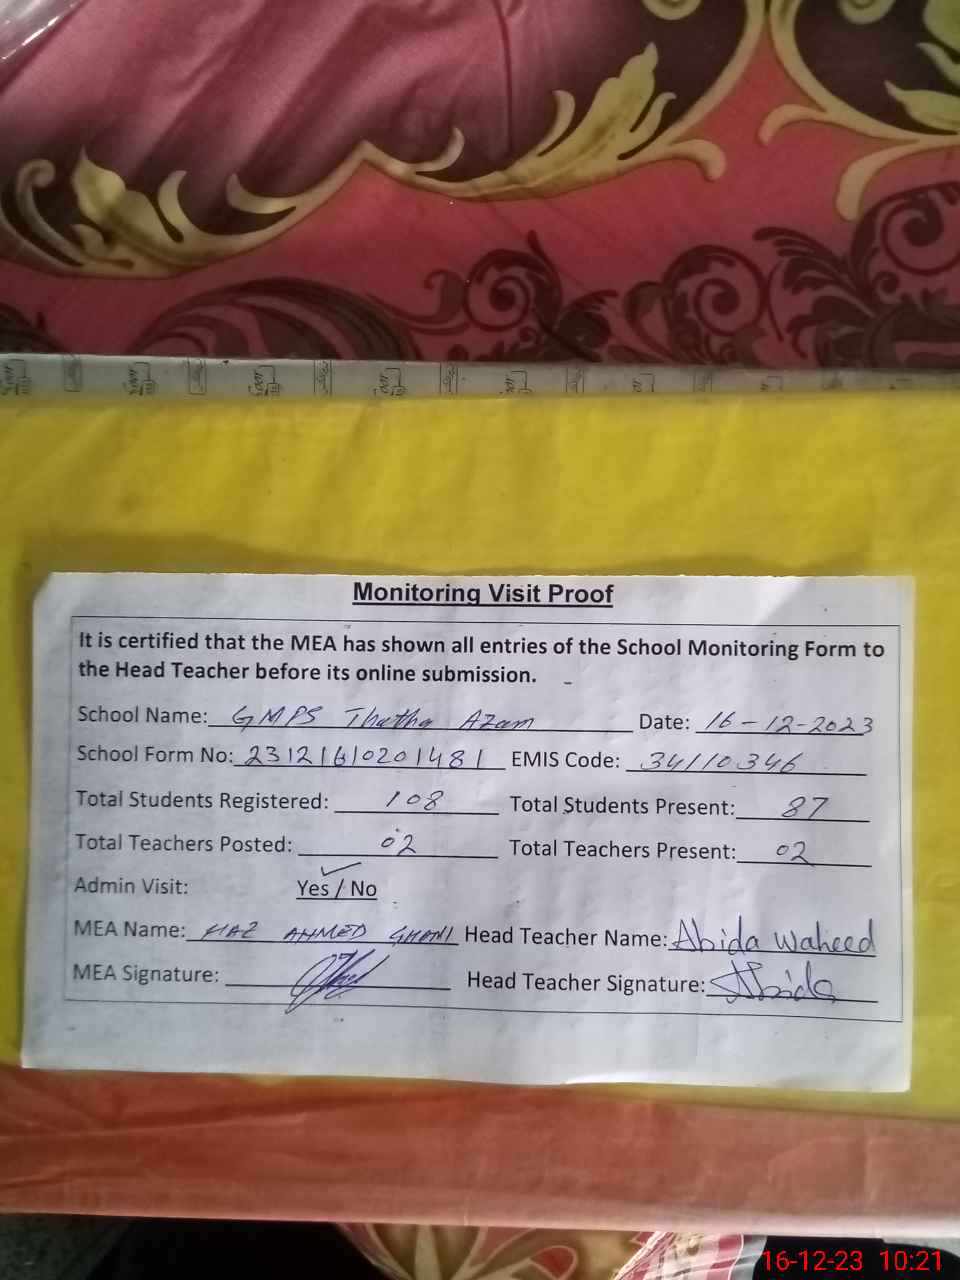 Monitoring Visit Proof
It is certified that the MEA has shown all entries of the School Monitoring Form to
the Head Teacher before its online submission.
School Name: GMPS Thatha Azam Date: 16-12-2023
School Form No: 23121610201481 EMIS Code: 34110346
Total Students Registered: 108 Total Students Present: 87
Total Teachers Posted: 02 Total Teachers Present: 02
Admin Visit: Yes / No
MEA Name: AHMED GHANI Head Teacher Name: Abida Waheed
MEA Signature: Head Teacher Signature: Abida
16-12-23 10:21